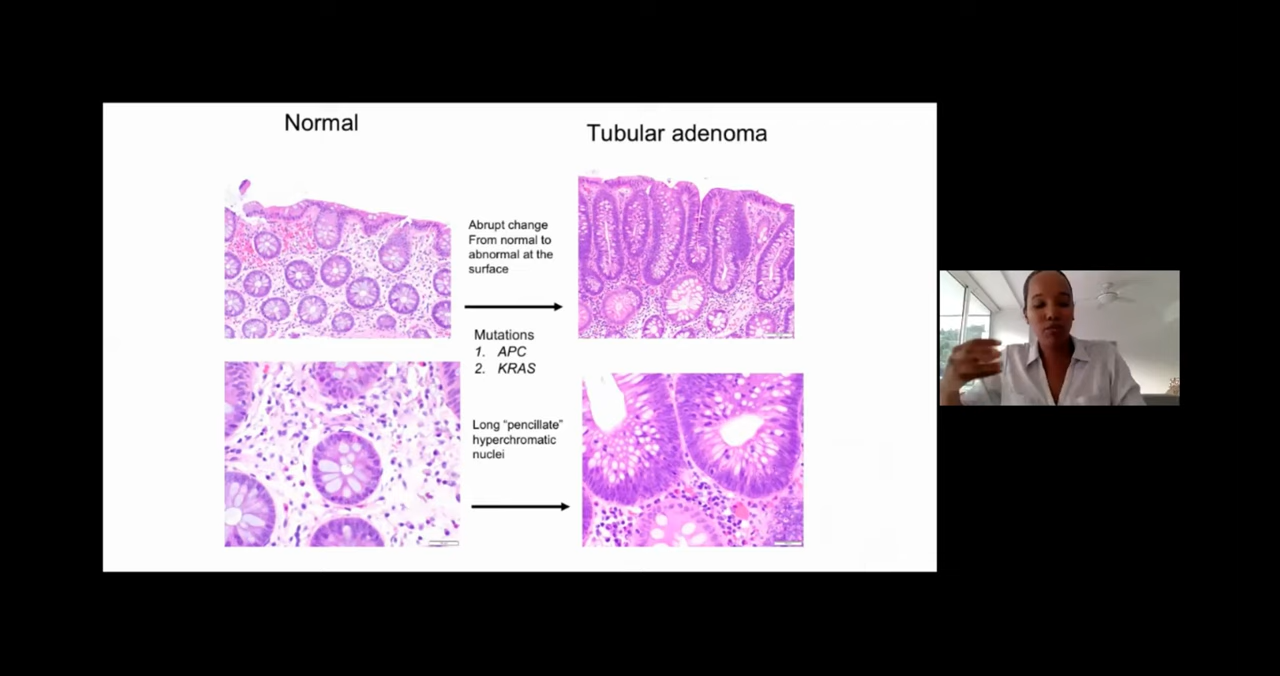 Normal
Tubular adenoma
Abrupt change
From normal to
abnormal at the
surface
Mutations
1. APC
2. KRAS
Long “pencillate”
hyperchromatic
nuclei